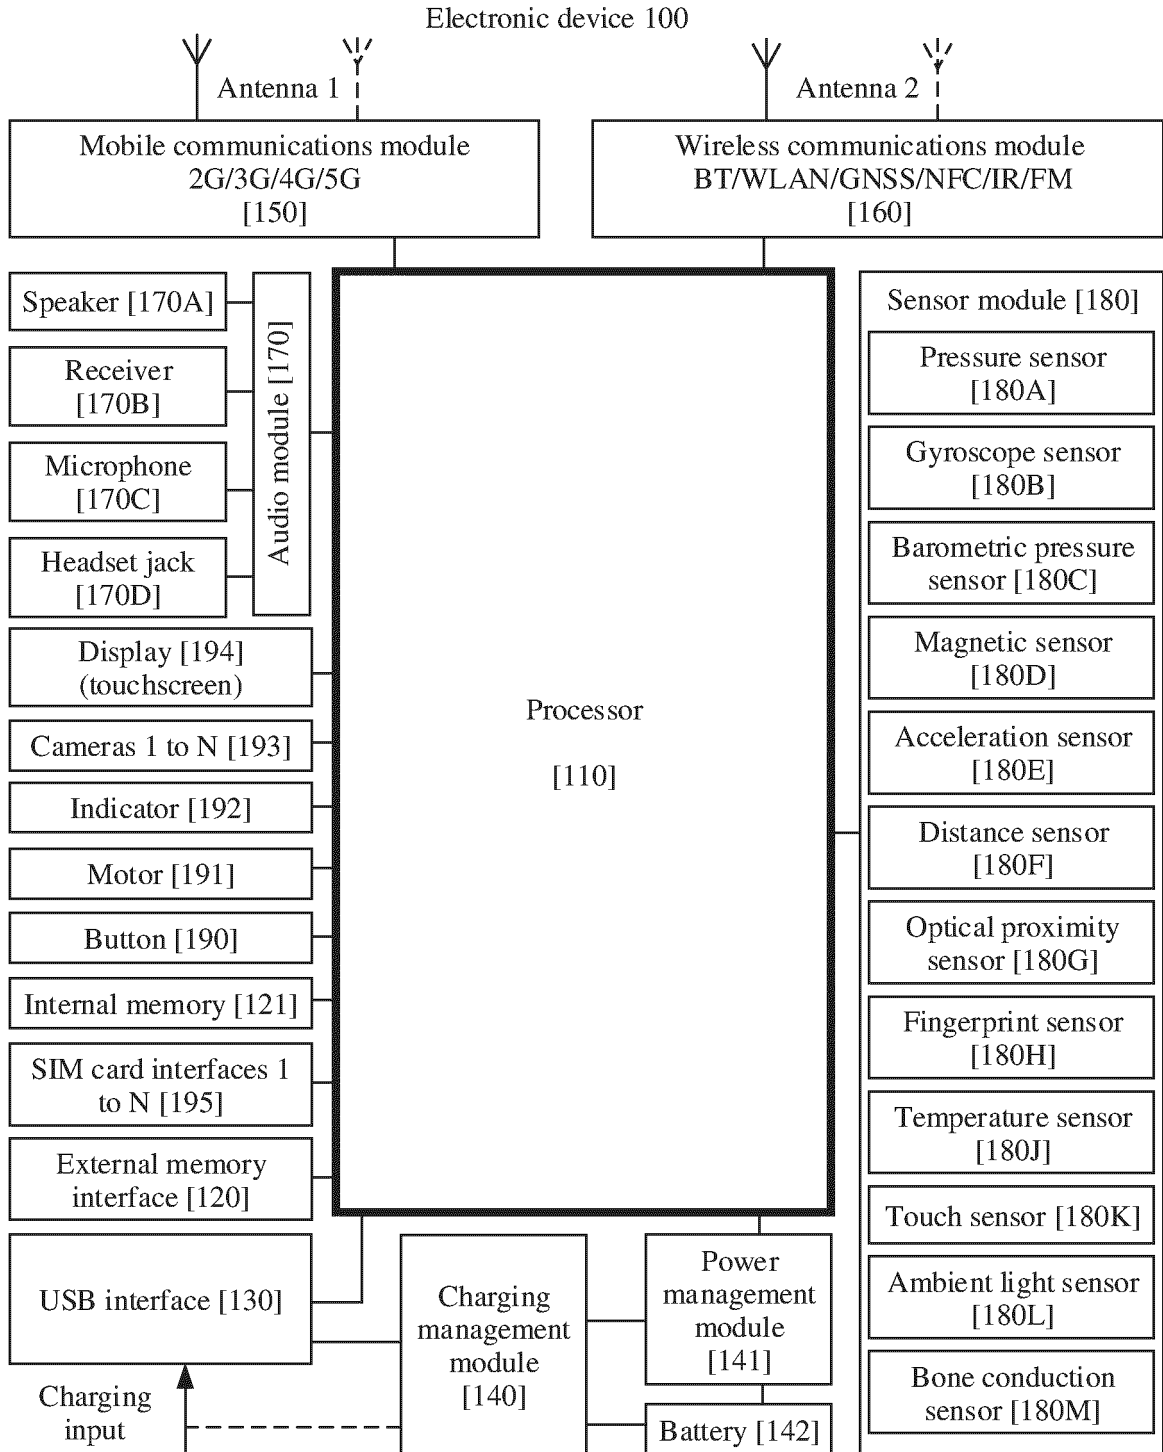 Electronic device 100
Antenna 1
Antenna 2
Mobile communications module
2G/3G/4G/5G
[150]
Wireless communications module
BT/WLAN/GNSS/NFC/IR/FM
[160]
Speaker [170A]
Receiver
[170B]
Microphone
[170C]
Headset jack
[170D]
Audio module [170]
Display [194]
(touchscreen)
Cameras 1 to N [193]
Indicator [192]
Motor [191]
Button [190]
Internal memory [121]
SIM card interfaces 1
to N [195]
External memory
interface [120]
USB interface [130]
Charging
input
Processor
[110]
Charging
management
module
[140]
Power
management
module
[141]
Battery [142]
Sensor module [180]
Pressure sensor
[180A]
Gyroscope sensor
[180B]
Barometric pressure
sensor [180C]
Magnetic sensor
[180D]
Acceleration sensor
[180E]
Distance sensor
[180F]
Optical proximity
sensor [180G]
Fingerprint sensor
[180H]
Temperature sensor
[180J]
Touch sensor [180K]
Ambient light sensor
[180L]
Bone conduction
sensor [180M]